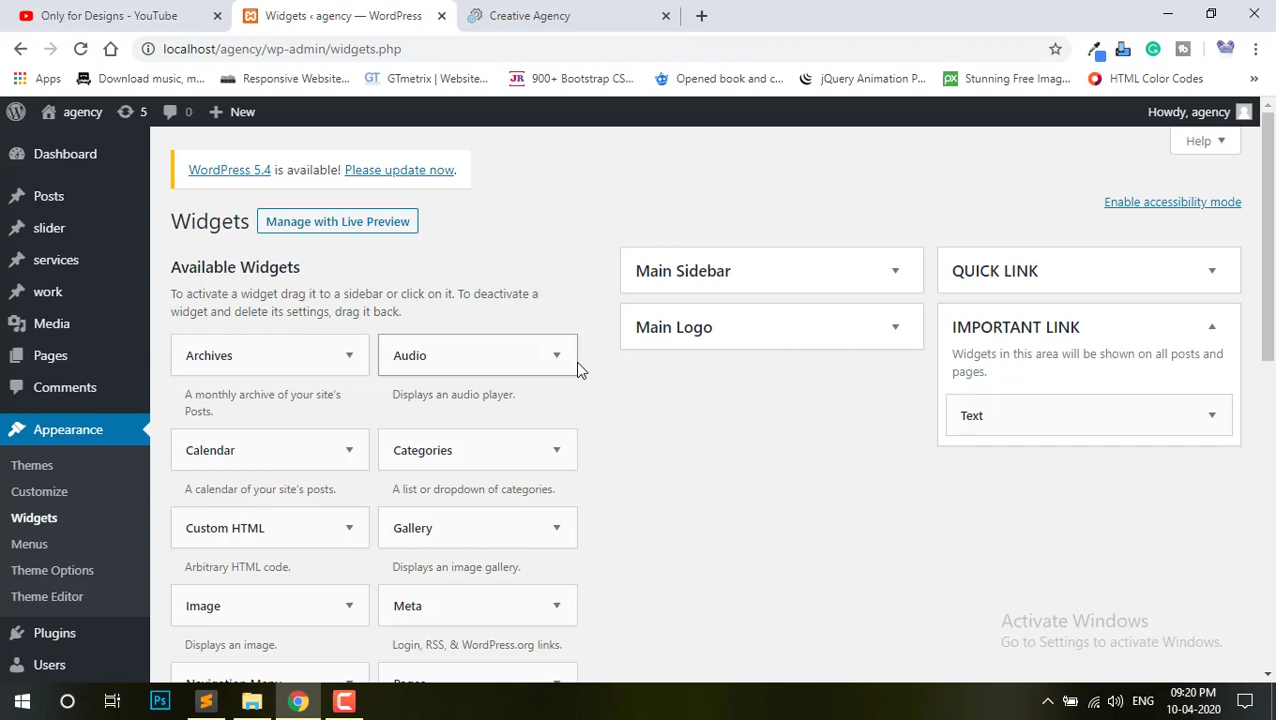 Only for Designs - YouTube
Widgets ‹ agency — WordPress
Creative Agency
localhost/agency/wp-admin/widgets.php
Apps
Download music, m...
Responsive Website...
GT
GTmetrix | Website...
JR
900+ Bootstrap CS...
Opened book and c...
jQuery Animation P...
px
Stunning Free Imag...
HTML Color Codes
»
agency
5
0
New
Howdy, agency
Dashboard
Posts
slider
services
work
Media
Pages
Comments
Appearance
Themes
Customize
Widgets
Menus
Theme Options
Theme Editor
Plugins
Users
Help
WordPress 5.4 is available! Please update now.
Enable accessibility mode
Widgets
Manage with Live Preview
Available Widgets
To activate a widget drag it to a sidebar or click on it. To deactivate a
widget and delete its settings, drag it back.
Archives
A monthly archive of your site's
Posts.
Audio
Displays an audio player.
Calendar
A calendar of your site's posts.
Categories
A list or dropdown of categories.
Custom HTML
Arbitrary HTML code.
Gallery
Displays an image gallery.
Image
Displays an image.
Meta
Login, RSS, & WordPress.org links.
Navigation Menu
Pages
Main Sidebar
Main Logo
QUICK LINK
IMPORTANT LINK
Widgets in this area will be shown on all posts and
pages.
Text
Activate Windows
Go to Settings to activate Windows.
Ps
ENG
09:20 PM
10-04-2020